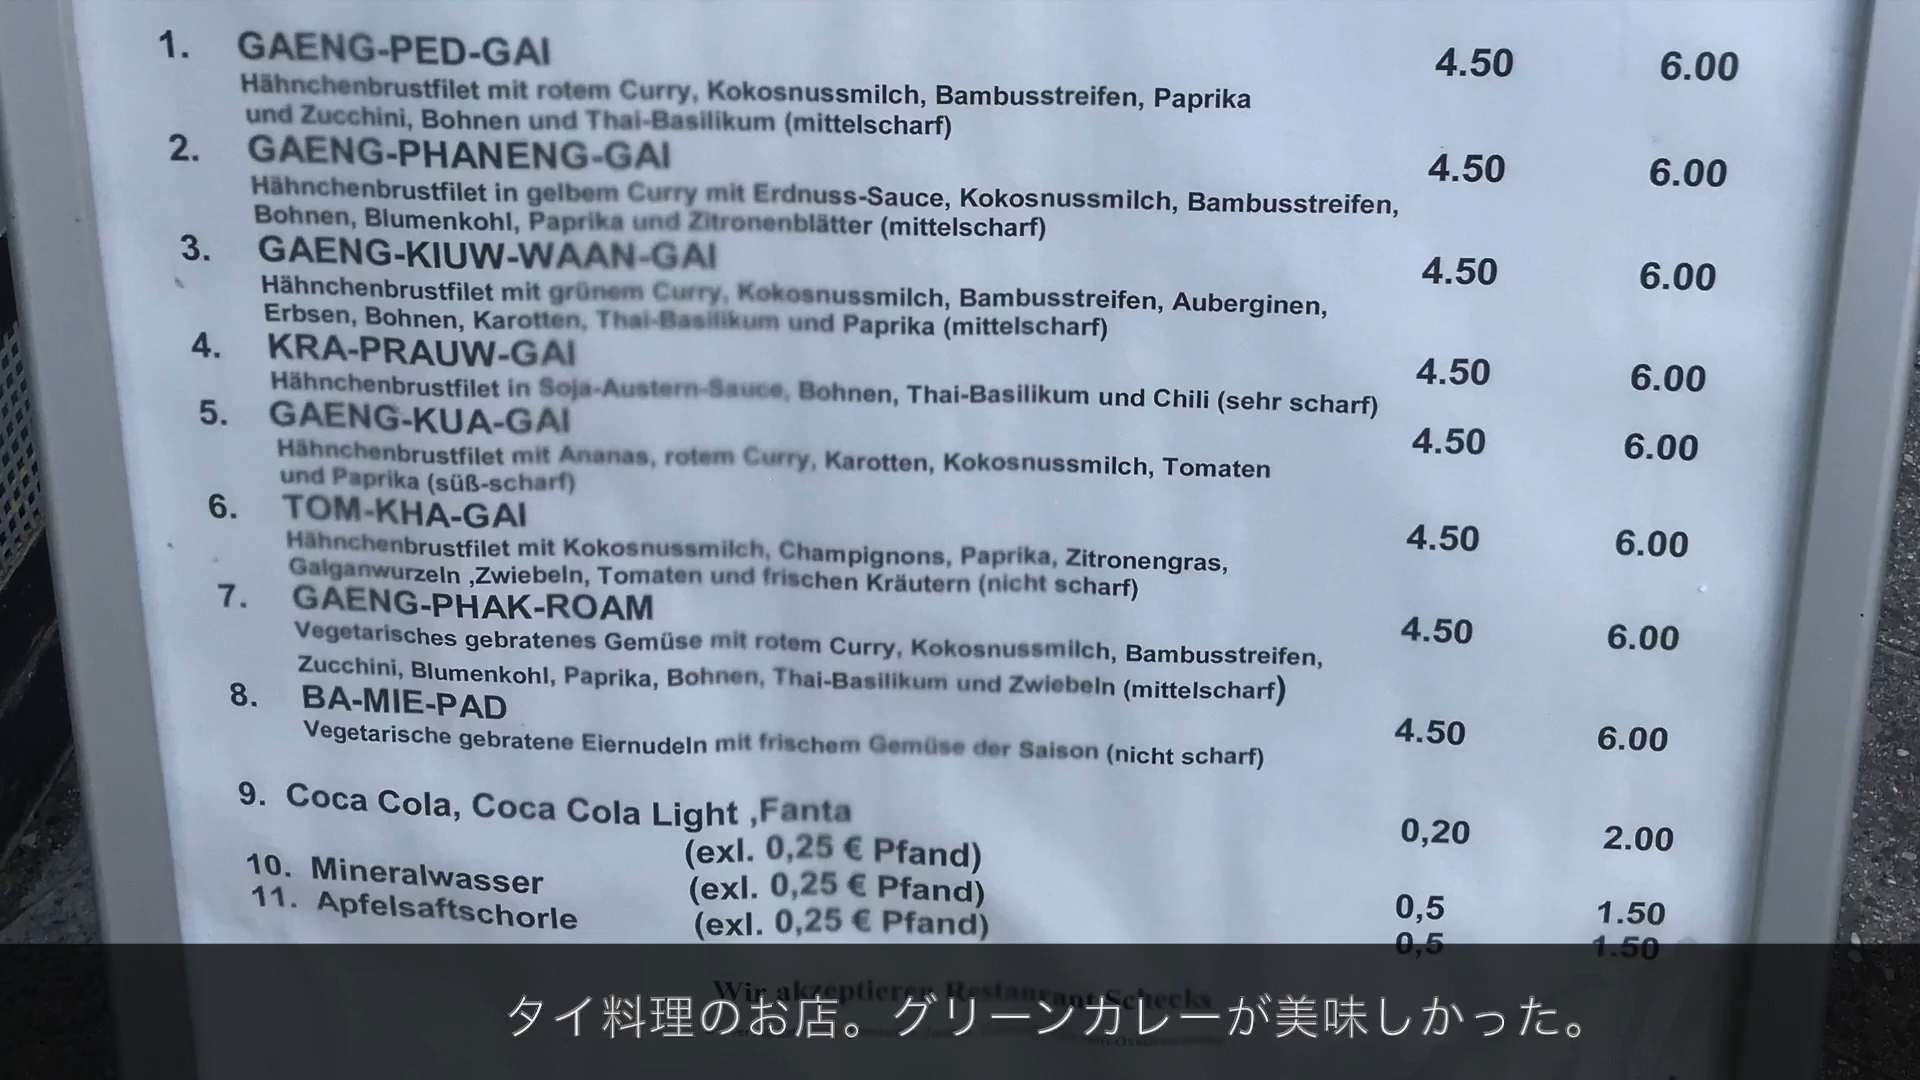 1. GAENG-PED-GAI 4.50 6.00
Hähnchenbrustfilet mit rotem Curry, Kokosnussmilch, Bambusstreifen, Paprika
und Zucchini, Bohnen und Thai-Basilikum (mittelscharf)
2. GAENG-PHANENG-GAI 4.50 6.00
Hähnchenbrustfilet in gelbem Curry mit Erdnuss-Sauce, Kokosnussmilch, Bambusstreifen,
Bohnen, Blumenkohl, Paprika und Zitronenblätter (mittelscharf)
3. GAENG-KIUW-WAAN-GAI 4.50 6.00
Hähnchenbrustfilet mit grünem Curry, Kokosnussmilch, Bambusstreifen, Auberginen,
Erbsen, Bohnen, Karotten, Thai-Basilikum und Paprika (mittelscharf)
4. KRA-PRAUW-GAI 4.50 6.00
Hähnchenbrustfilet in Soja-Austern-Sauce, Bohnen, Thai-Basilikum und Chili (sehr scharf)
5. GAENG-KUA-GAI 4.50 6.00
Hähnchenbrustfilet mit Ananas, rotem Curry, Karotten, Kokosnussmilch, Tomaten
und Paprika (süß-scharf)
6. TOM-KHA-GAI 4.50 6.00
Hähnchenbrustfilet mit Kokosnussmilch, Champignons, Paprika, Zitronengras,
Galganwurzeln ,Zwiebeln, Tomaten und frischen Kräutern (nicht scharf)
7. GAENG-PHAK-ROAM 4.50 6.00
Vegetarisches gebratenes Gemüse mit rotem Curry, Kokosnussmilch, Bambusstreifen,
Zucchini, Blumenkohl, Paprika, Bohnen, Thai-Basilikum und Zwiebeln (mittelscharf)
8. BA-MIE-PAD 4.50 6.00
Vegetarische gebratene Eiernudeln mit frischem Gemüse der Saison (nicht scharf)
9. Coca Cola, Coca Cola Light ,Fanta 0,20 2.00
(exl. 0,25 € Pfand)
10. Mineralwasser (exl. 0,25 € Pfand) 0,5 1.50
11. Apfelsaftschorle (exl. 0,25 € Pfand) 0,5 1.50
Wir akzeptieren Restaurant Schecks
タイ料理のお店。グリーンカレーが美味しかった。